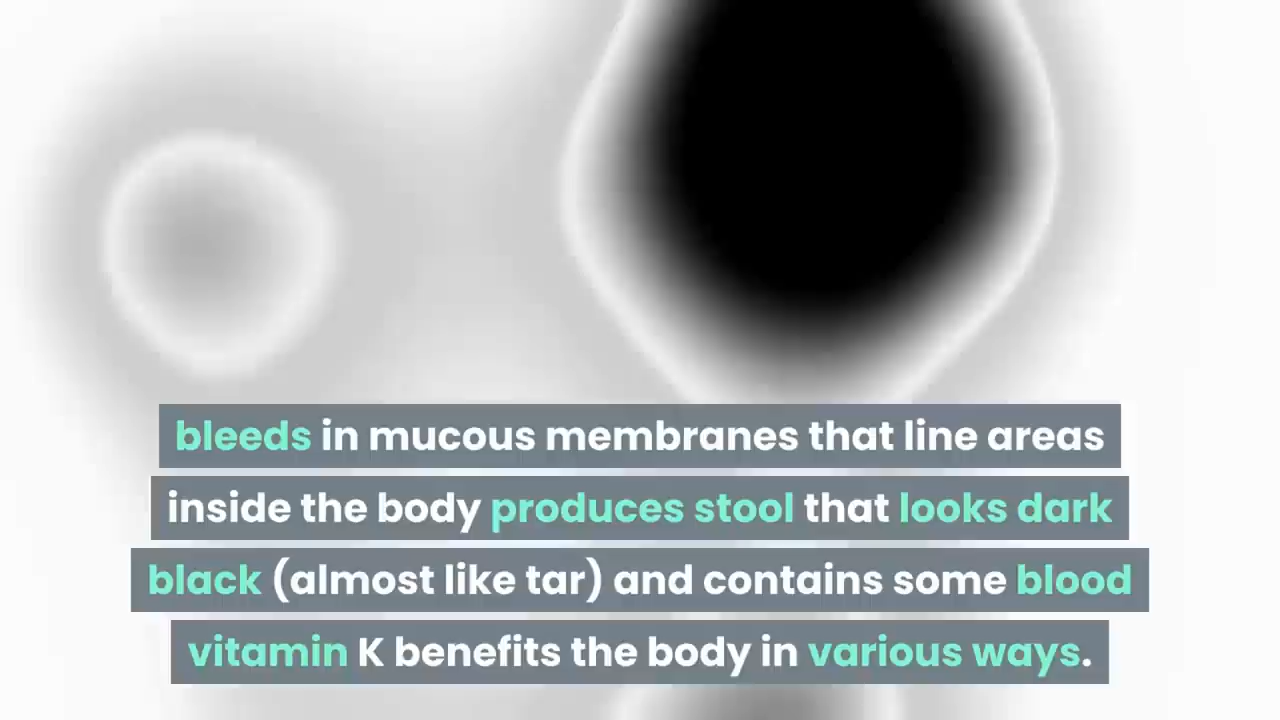 bleeds in mucous membranes that line areas
inside the body produces stool that looks dark
black (almost like tar) and contains some blood
vitamin K benefits the body in various ways.